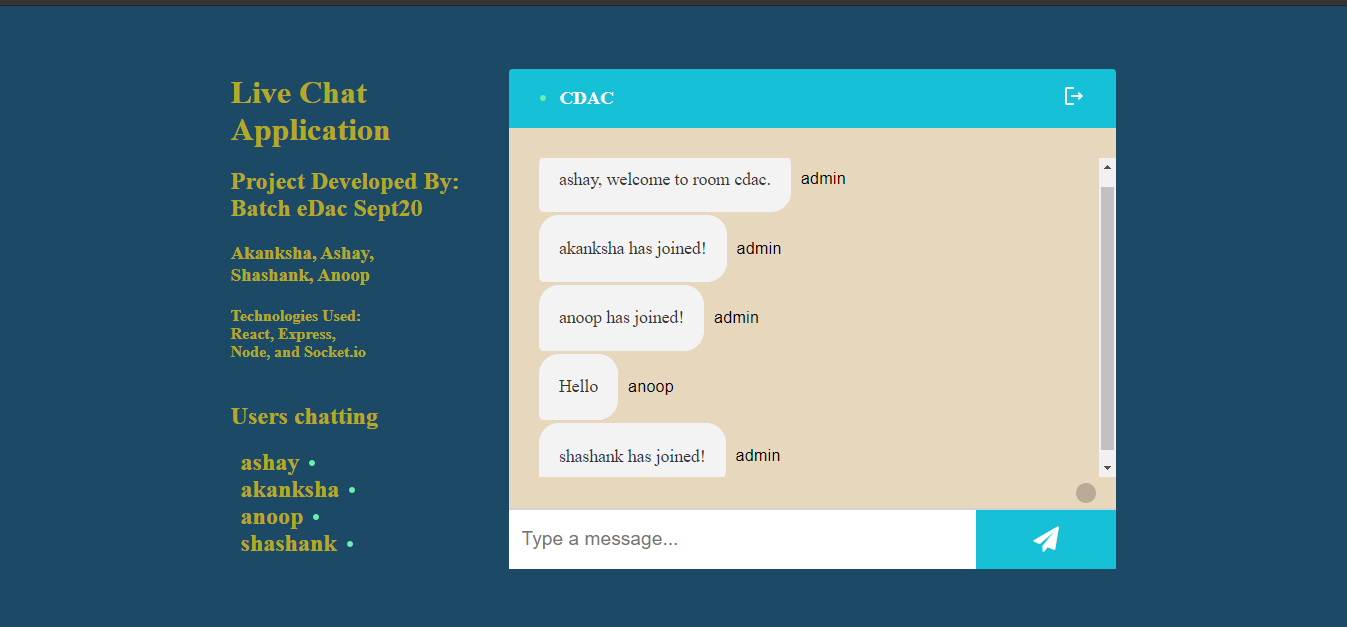 Live Chat
Application
Project Developed By:
Batch eDac Sept20
Akanksha, Ashay,
Shashank, Anoop
Technologies Used:
React, Express,
Node, and Socket.io
Users chatting
ashay
akanksha
anoop
shashank
CDAC
ashay, welcome to room cdac. admin
akanksha has joined! admin
anoop has joined! admin
Hello anoop
shashank has joined! admin
Type a message...